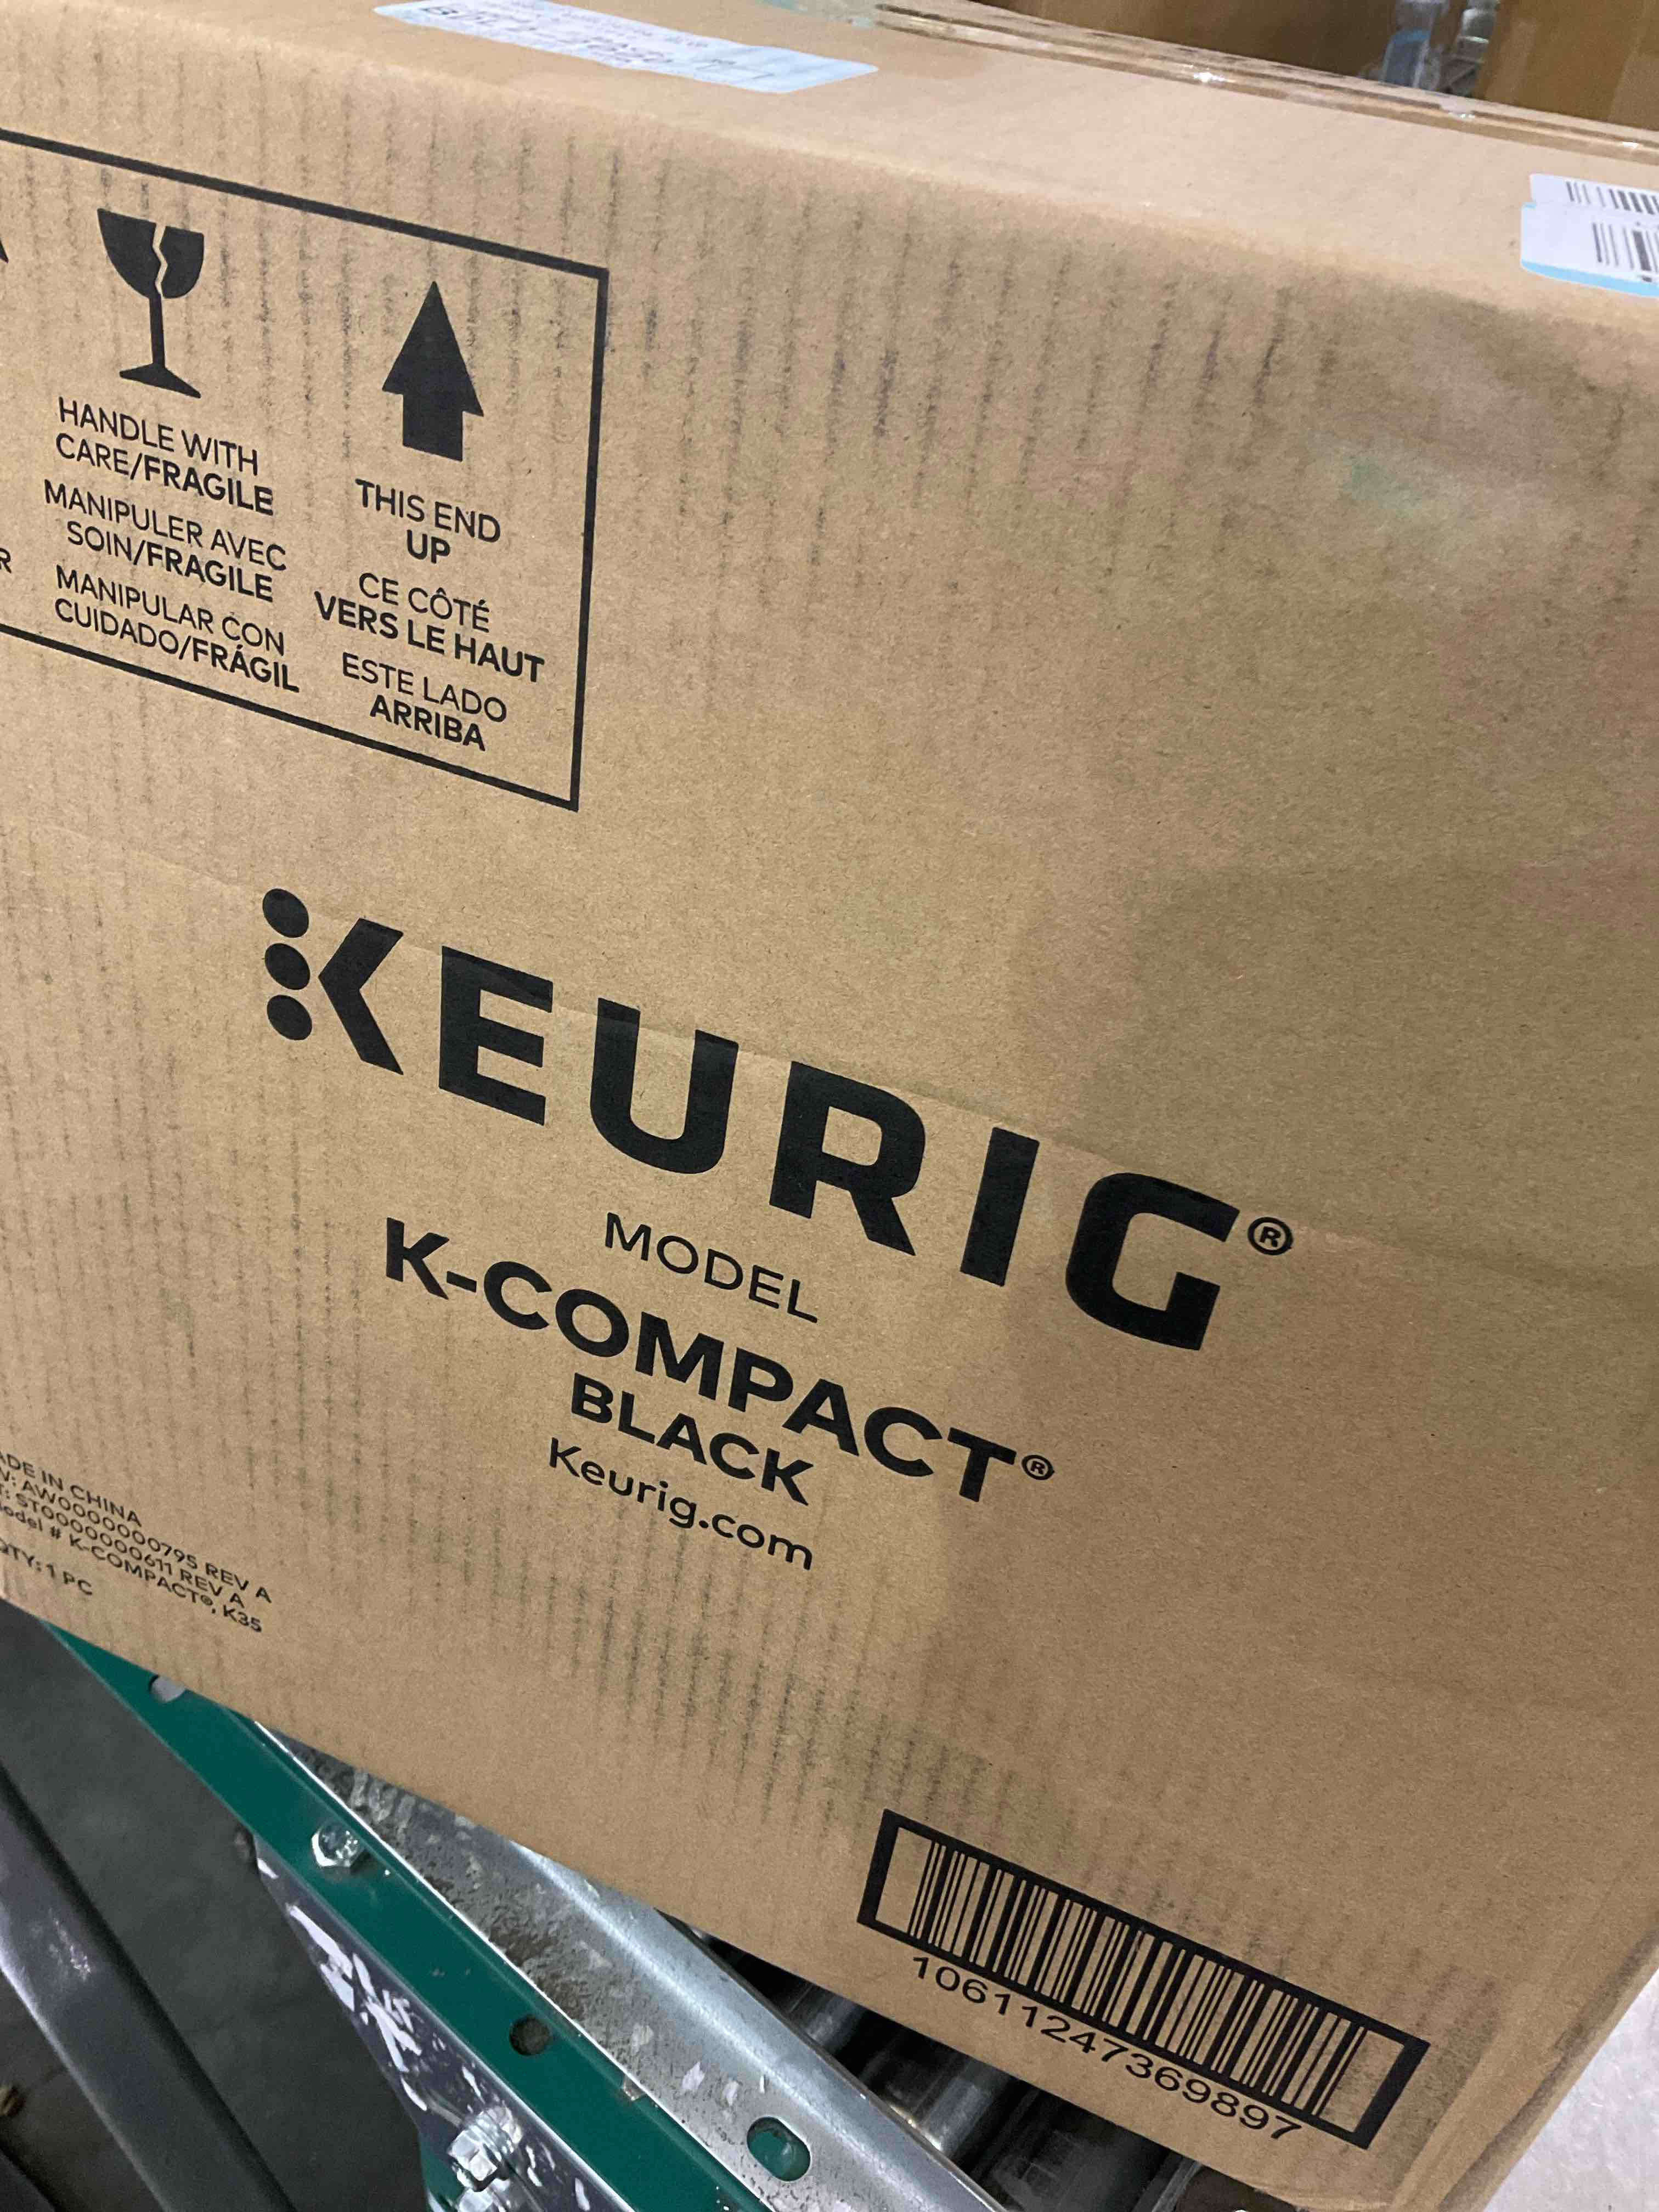 HANDLE WITH
CARE/FRAGILE
MANIPULER AVEC
SOIN/FRAGILE
MANIPULAR CON
CUIDADO/FRÁGIL
THIS END
UP
CE CÔTÉ
VERS LE HAUT
ESTE LADO
ARRIBA
KEURIG®
MODEL
K-COMPACT®
BLACK
Keurig.com
ADE IN CHINA
: AW0000000795 REV A
: ST0000000611 REV A
odel # K-COMPACT®, K35
QTY: 1 PC
10611247369897